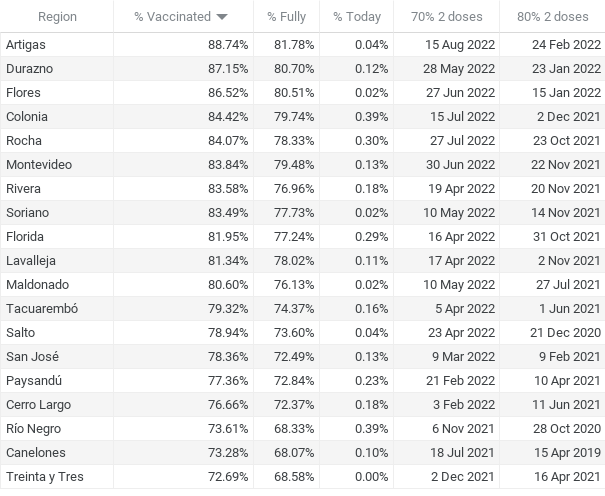 Region % Vaccinated % Fully % Today 70% 2 doses 80% 2 doses
Artigas 88.74% 81.78% 0.04% 15 Aug 2022 24 Feb 2022
Durazno 87.15% 80.70% 0.12% 28 May 2022 23 Jan 2022
Flores 86.52% 80.51% 0.02% 27 Jun 2022 15 Jan 2022
Colonia 84.42% 79.74% 0.39% 15 Jul 2022 2 Dec 2021
Rocha 84.07% 78.33% 0.30% 27 Jul 2022 23 Oct 2021
Montevideo 83.84% 79.48% 0.13% 30 Jun 2022 22 Nov 2021
Rivera 83.58% 76.96% 0.18% 19 Apr 2022 20 Nov 2021
Soriano 83.49% 77.73% 0.02% 10 May 2022 14 Nov 2021
Florida 81.95% 77.24% 0.29% 16 Apr 2022 31 Oct 2021
Lavalleja 81.34% 78.02% 0.11% 17 Apr 2022 2 Nov 2021
Maldonado 80.60% 76.13% 0.02% 10 May 2022 27 Jul 2021
Tacuarembó 79.32% 74.37% 0.16% 5 Apr 2022 1 Jun 2021
Salto 78.94% 73.60% 0.04% 23 Apr 2022 21 Dec 2020
San José 78.36% 72.49% 0.13% 9 Mar 2022 9 Feb 2021
Paysandú 77.36% 72.84% 0.23% 21 Feb 2022 10 Apr 2021
Cerro Largo 76.66% 72.37% 0.18% 3 Feb 2022 11 Jun 2021
Río Negro 73.61% 68.33% 0.39% 6 Nov 2021 28 Oct 2020
Canelones 73.28% 68.07% 0.10% 18 Jul 2021 15 Apr 2019
Treinta y Tres 72.69% 68.58% 0.00% 2 Dec 2021 16 Apr 2021